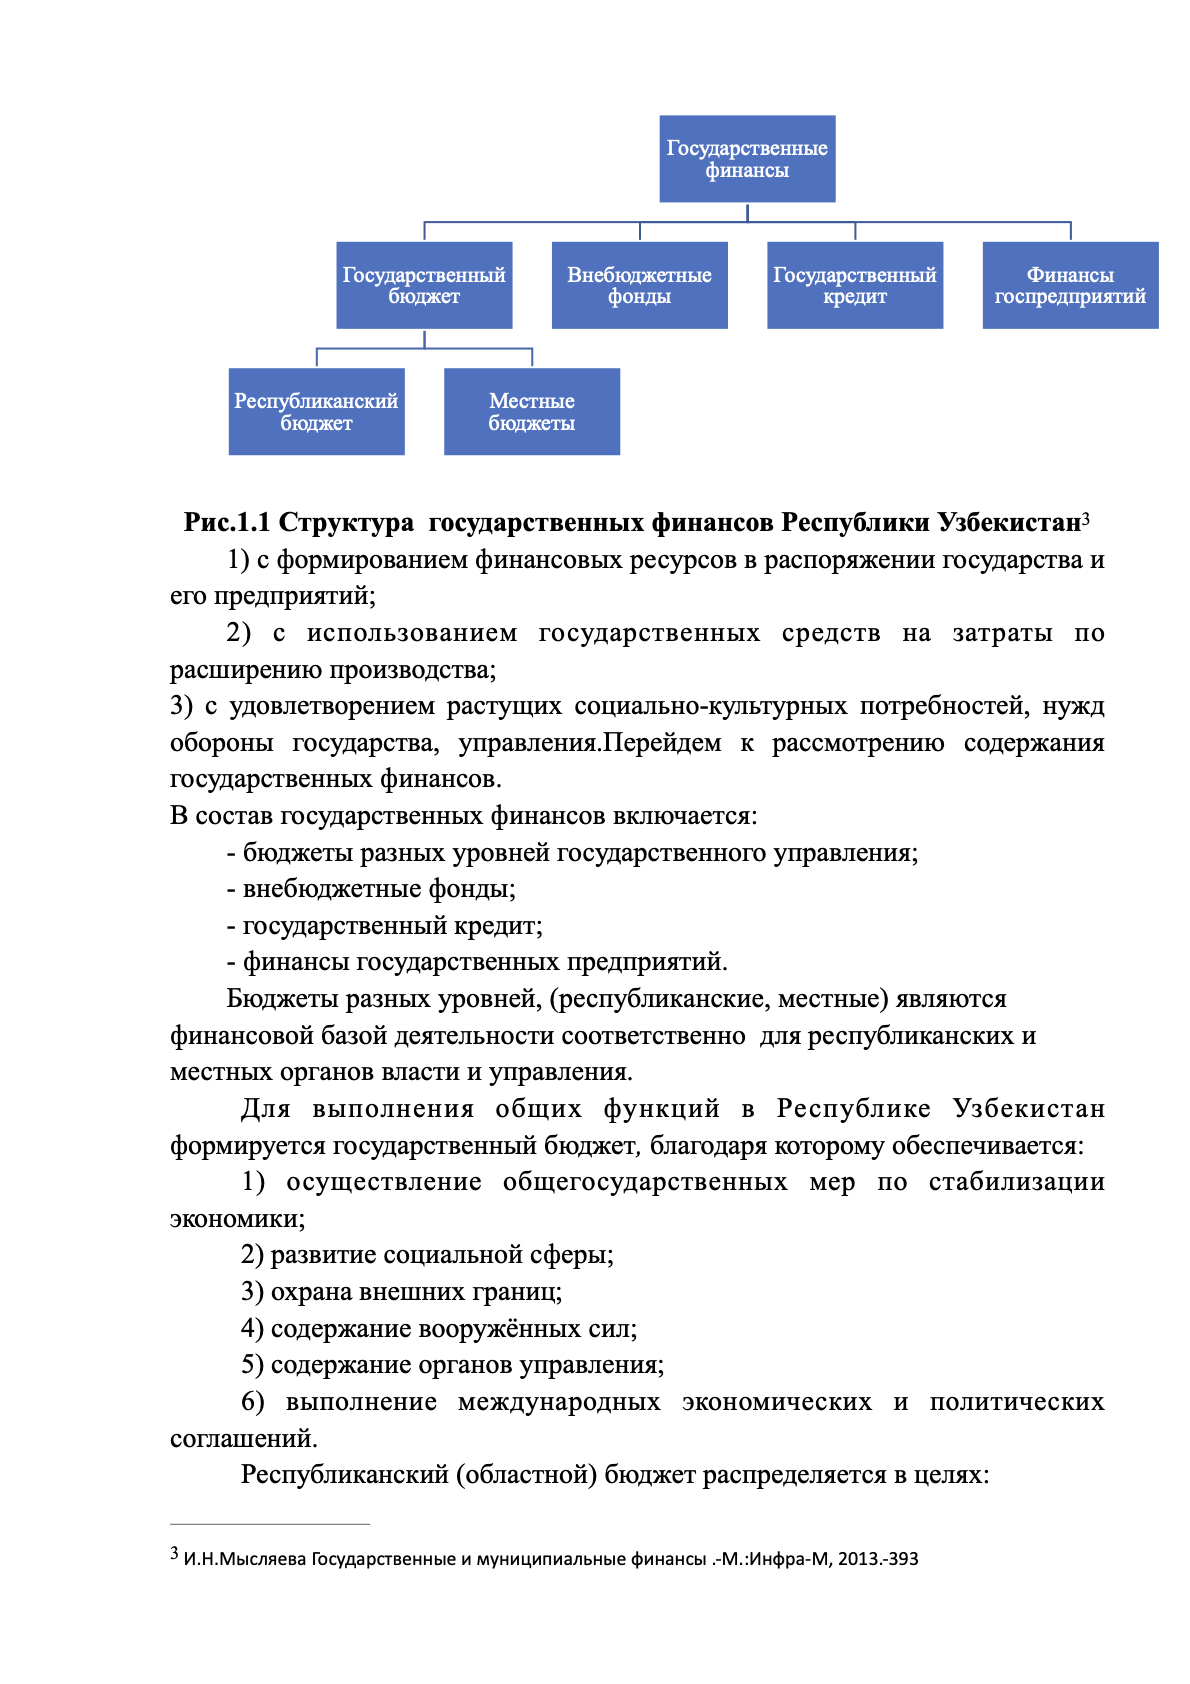 Государственные
финансы
Государственный
бюджет
Внебюджетные
фонды
Государственный
кредит
Финансы
госпредприятий
Республиканский
бюджет
Местные
бюджеты
Рис.1.1 Структура  государственных финансов Республики Узбекистан3
1) с формированием финансовых ресурсов в распоряжении государства и
его предприятий;
2) с использованием государственных средств на затраты по
расширению производства;
3) с удовлетворением растущих социально-культурных потребностей, нужд
обороны государства, управления.Перейдем к рассмотрению содержания
государственных финансов.
В состав государственных финансов включается:
- бюджеты разных уровней государственного управления;
- внебюджетные фонды;
- государственный кредит;
- финансы государственных предприятий.
Бюджеты разных уровней, (республиканские, местные) являются
финансовой базой деятельности соответственно  для республиканских и
местных органов власти и управления.
Для выполнения общих функций в Республике Узбекистан
формируется государственный бюджет, благодаря которому обеспечивается:
1) осуществление общегосударственных мер по стабилизации
экономики;
2) развитие социальной сферы;
3) охрана внешних границ;
4) содержание вооружённых сил;
5) содержание органов управления;
6) выполнение международных экономических и политических
соглашений.
Республиканский (областной) бюджет распределяется в целях:
3 И.Н.Мысляева Государственные и муниципиальные финансы .-М.:Инфра-М, 2013.-393